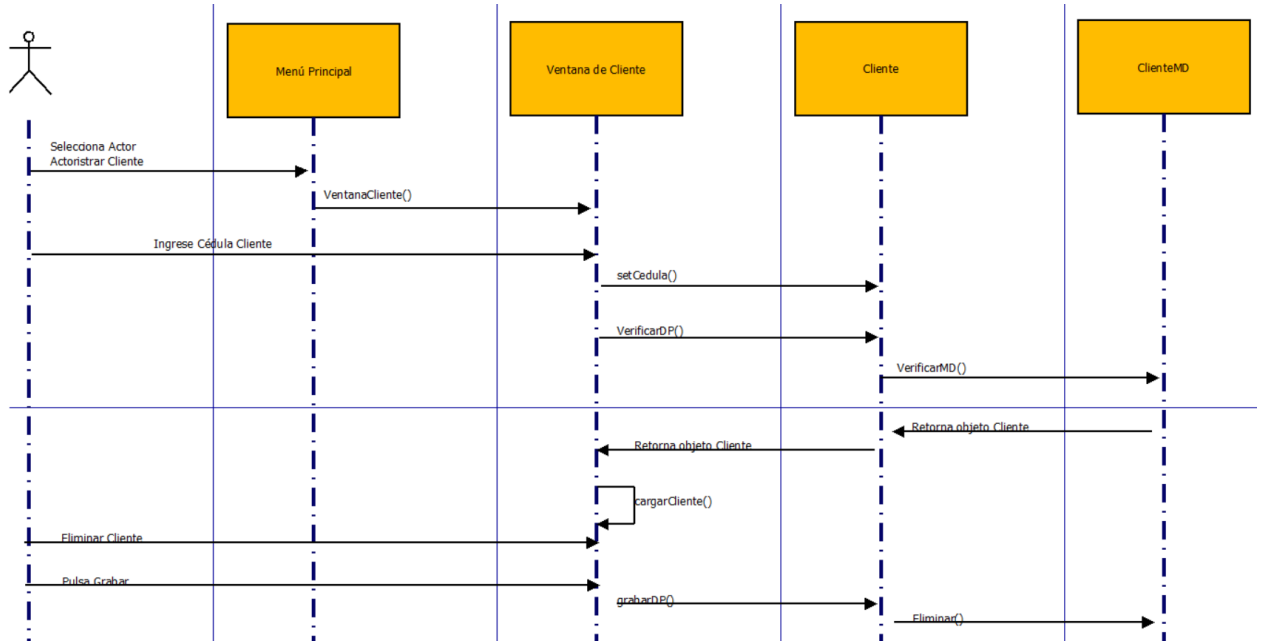 Menú Principal
Ventana de Cliente
Cliente
ClienteMD
Selecciona Actor
Actoristrar Cliente
VentanaCliente()
Ingrese Cédula Cliente
setCedula()
VerificarDP()
VerificarMD()
Retorna objeto Cliente
Retorna objeto Cliente
cargarCliente()
Eliminar Cliente
Pulsa Grabar
grabarDP()
Eliminar()